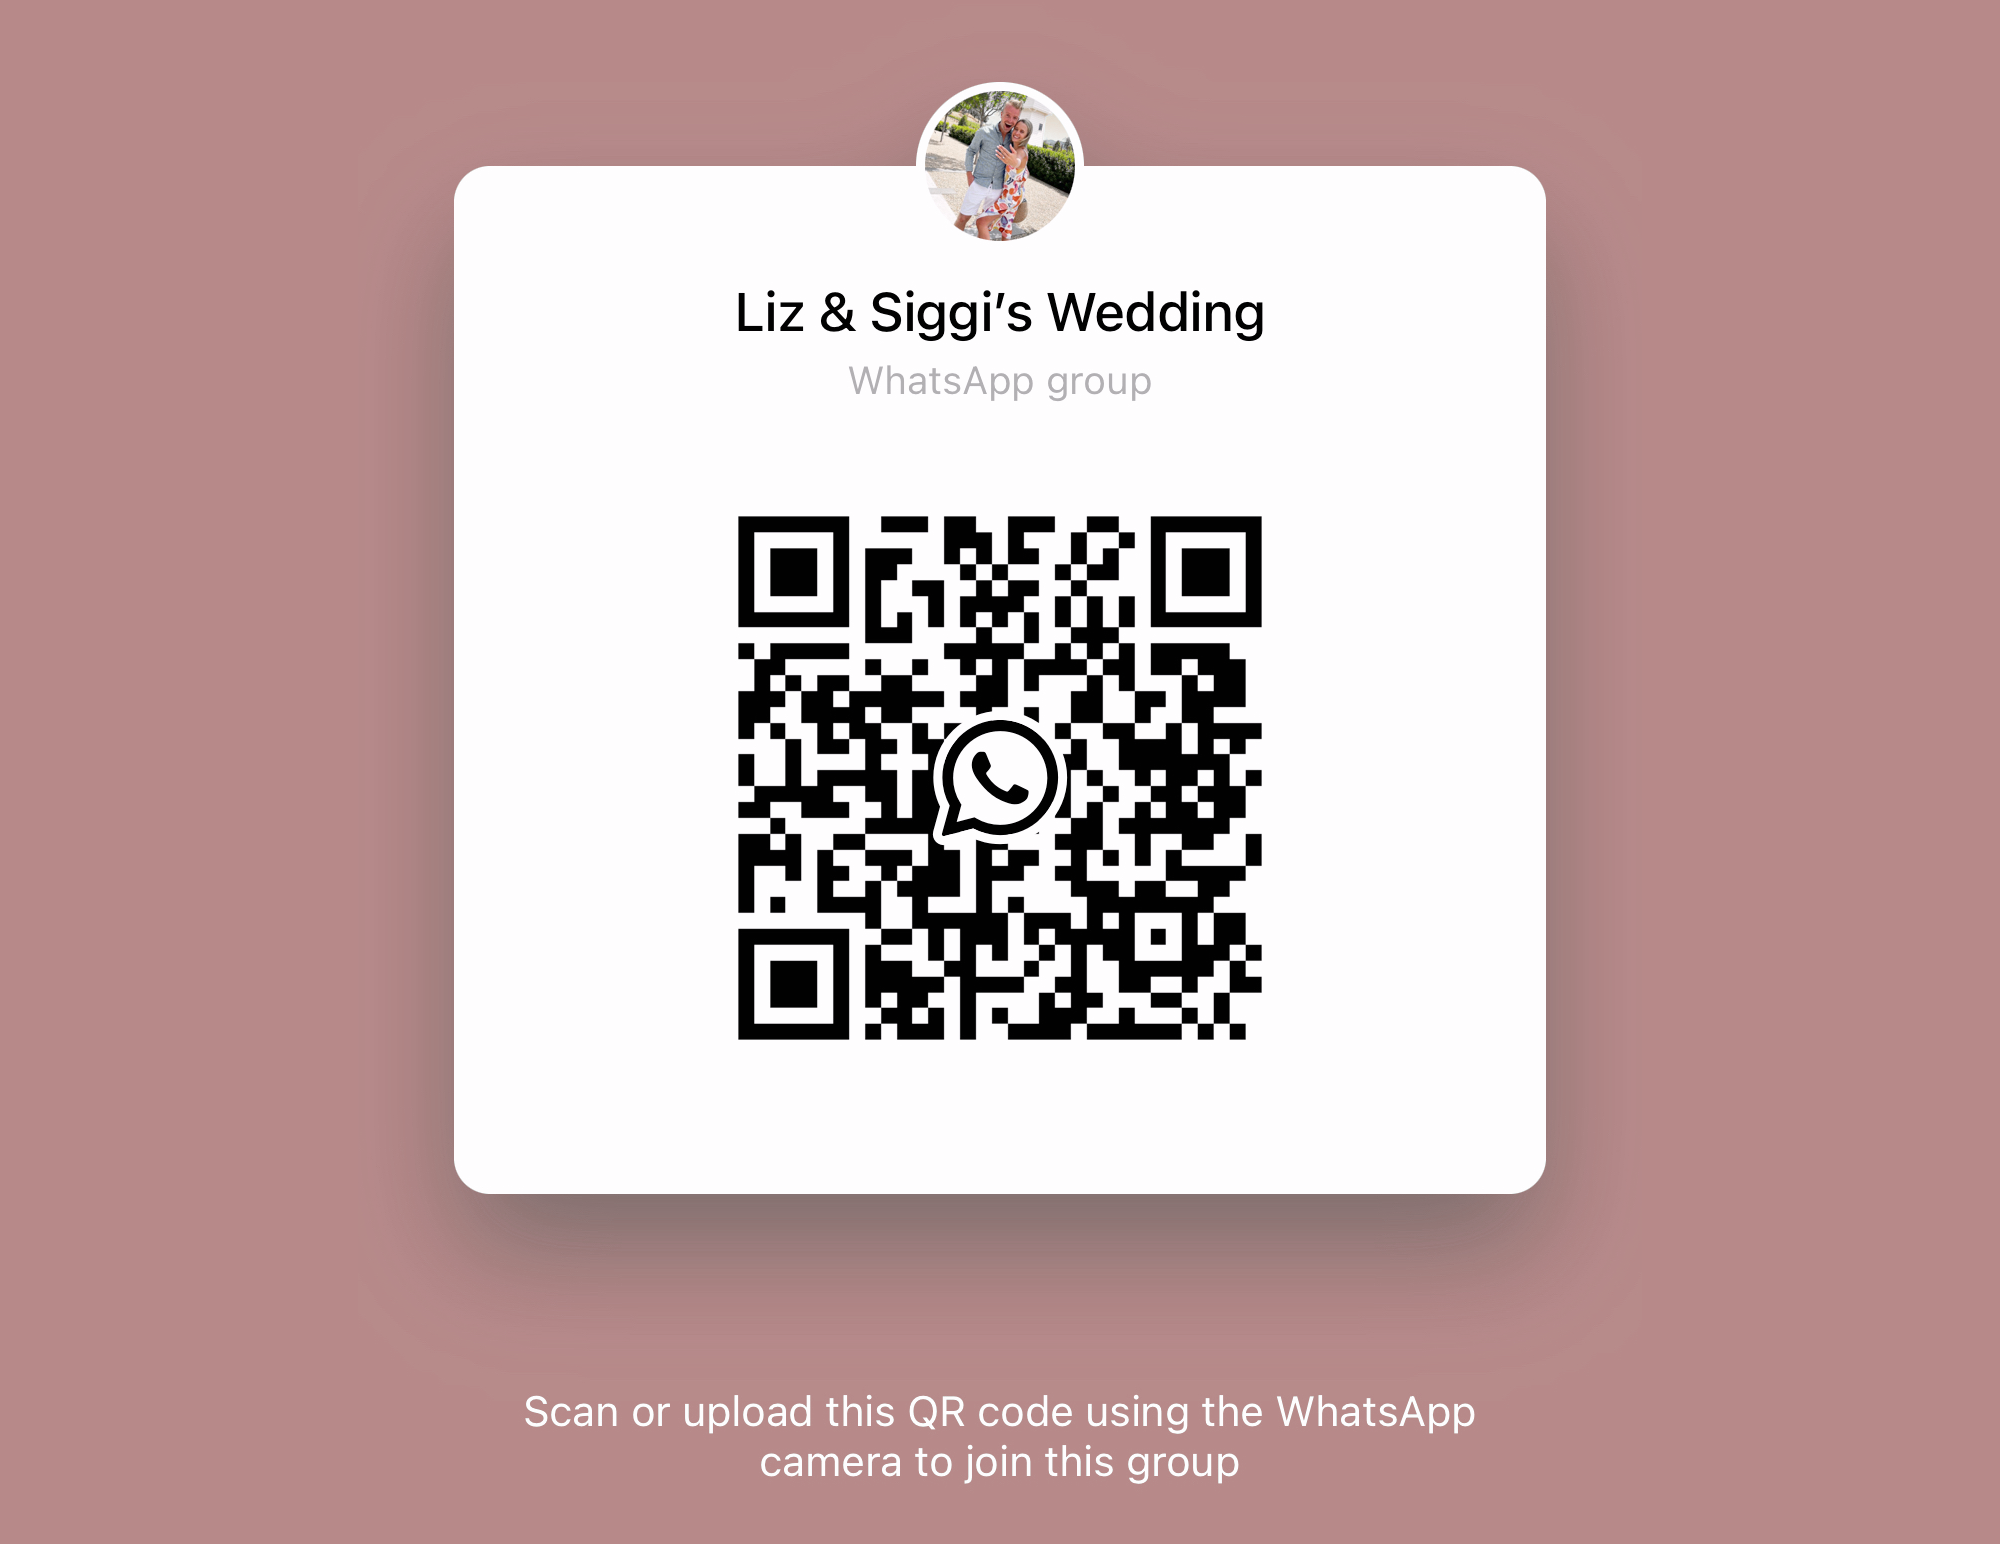 Liz & Siggi’s Wedding
WhatsApp group
Scan or upload this QR code using the WhatsApp
camera to join this group